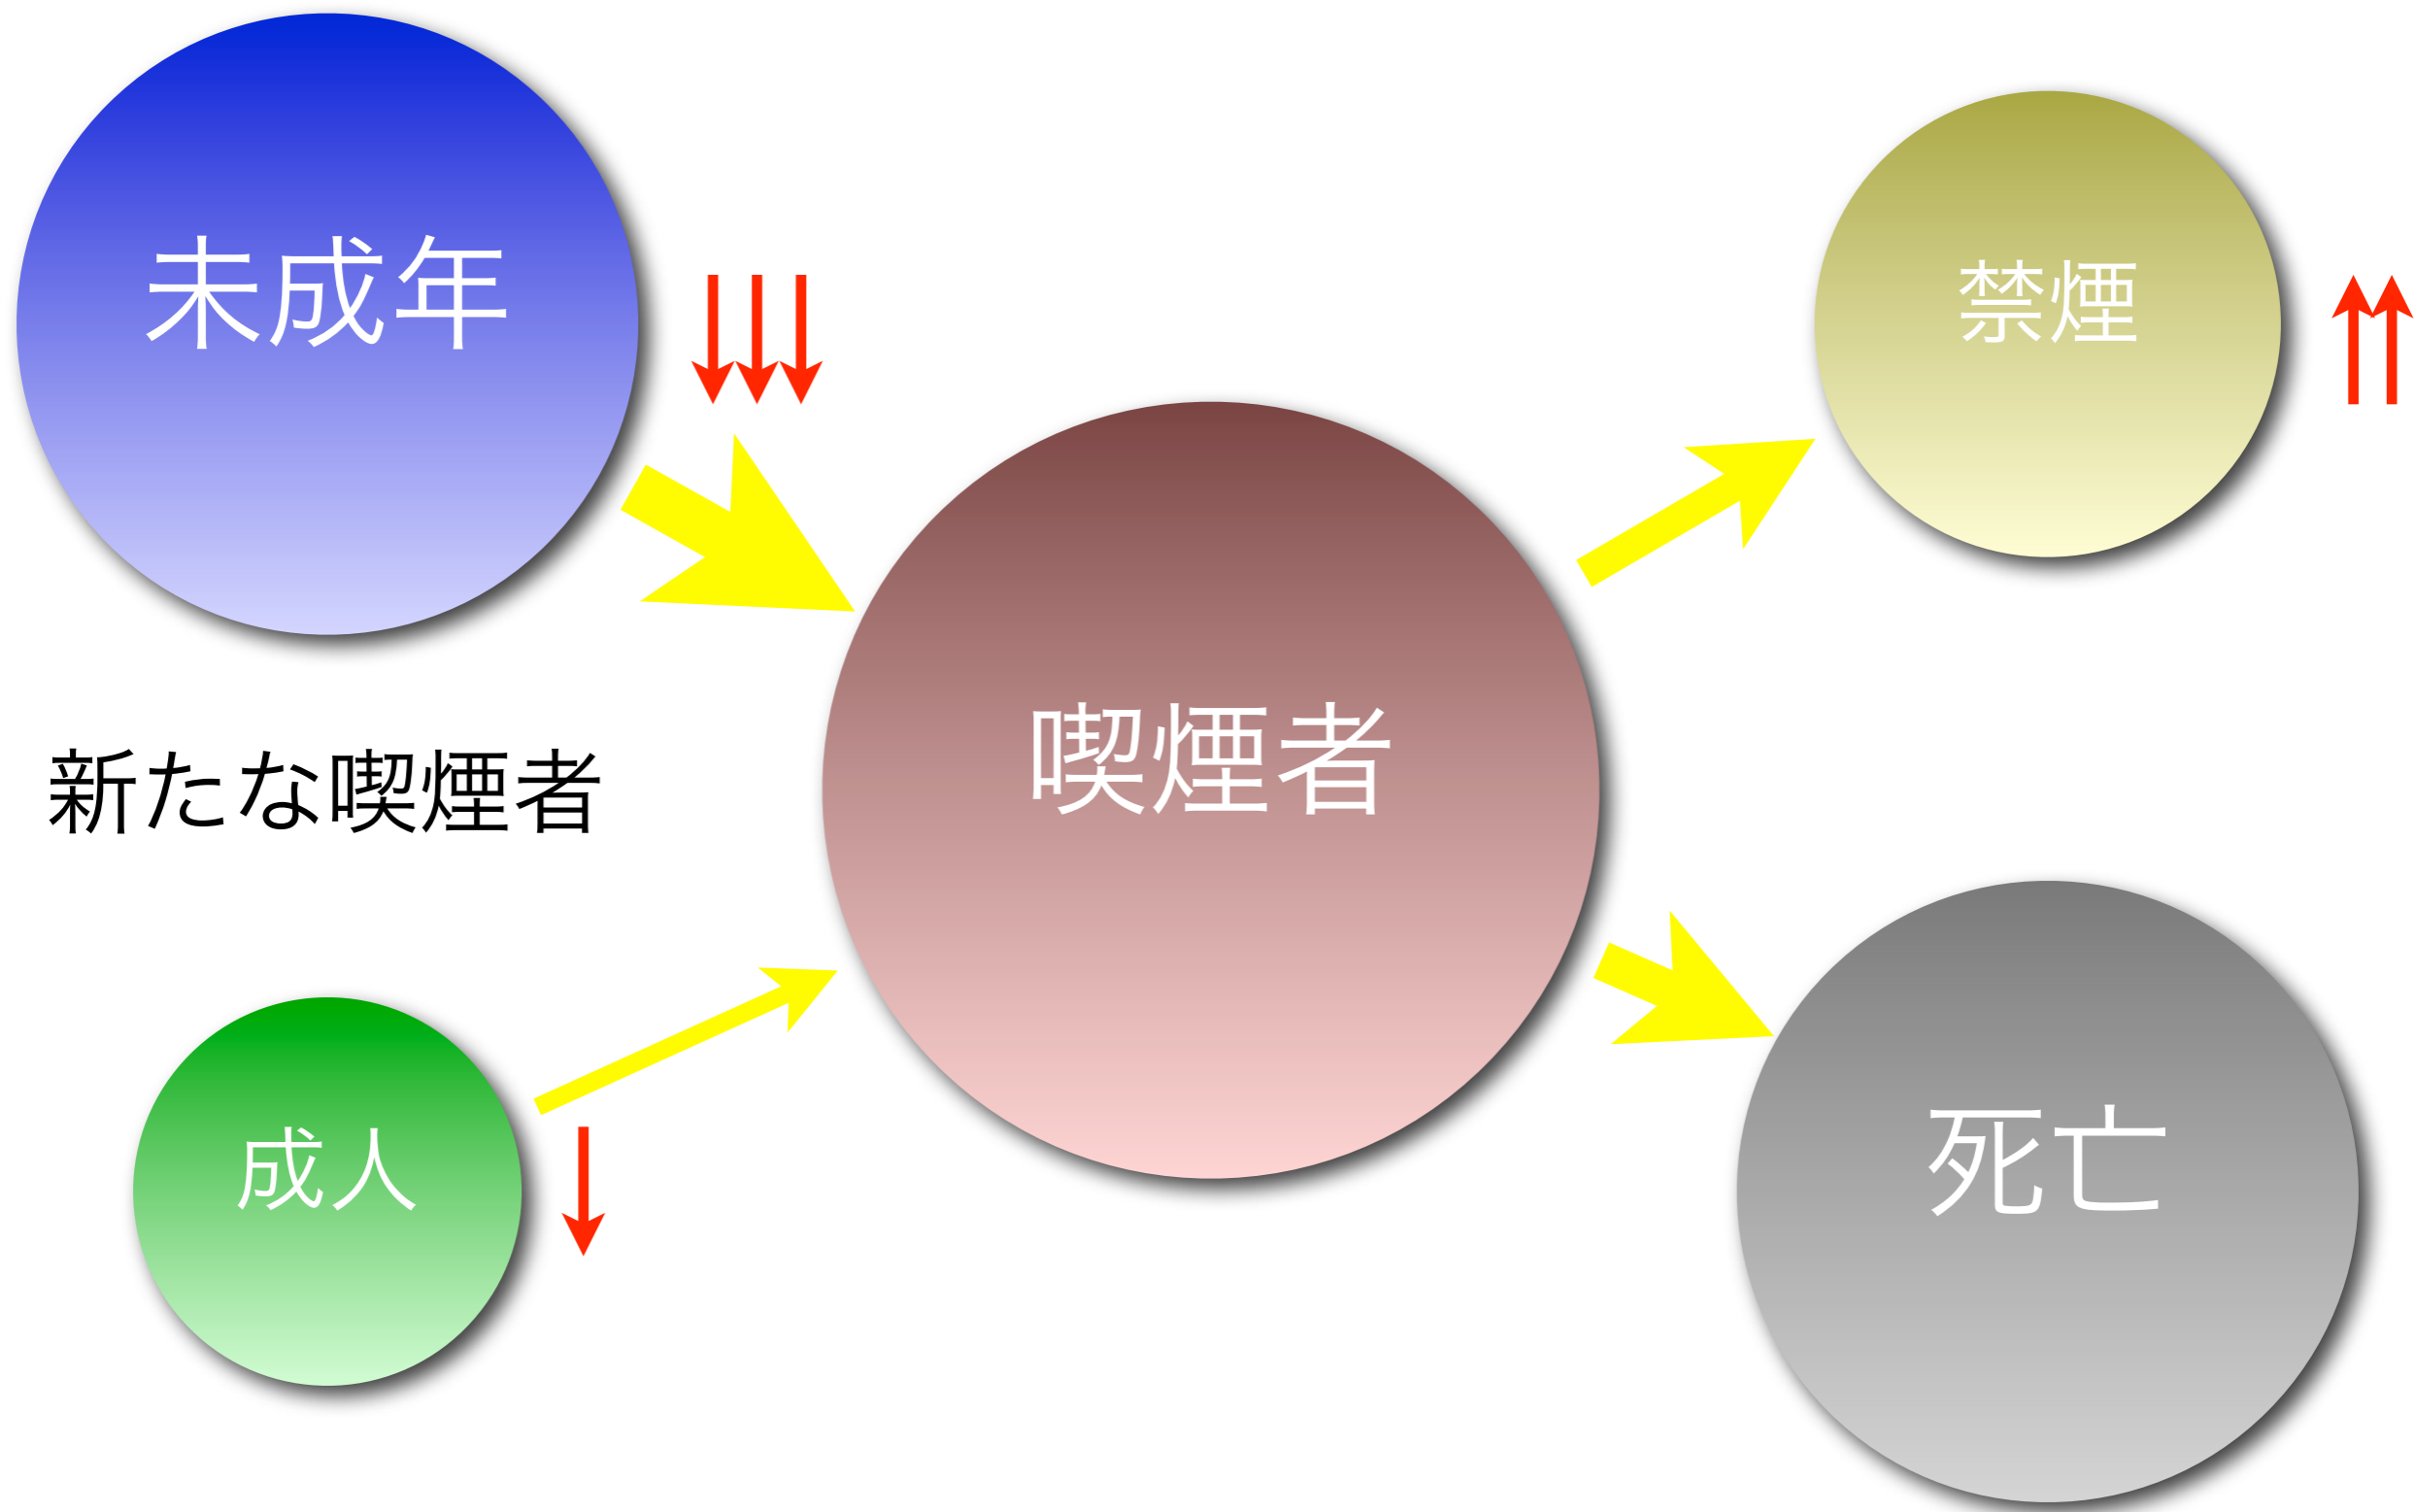 未成年
禁煙
喫煙者
新たな喫煙者
成人
死亡